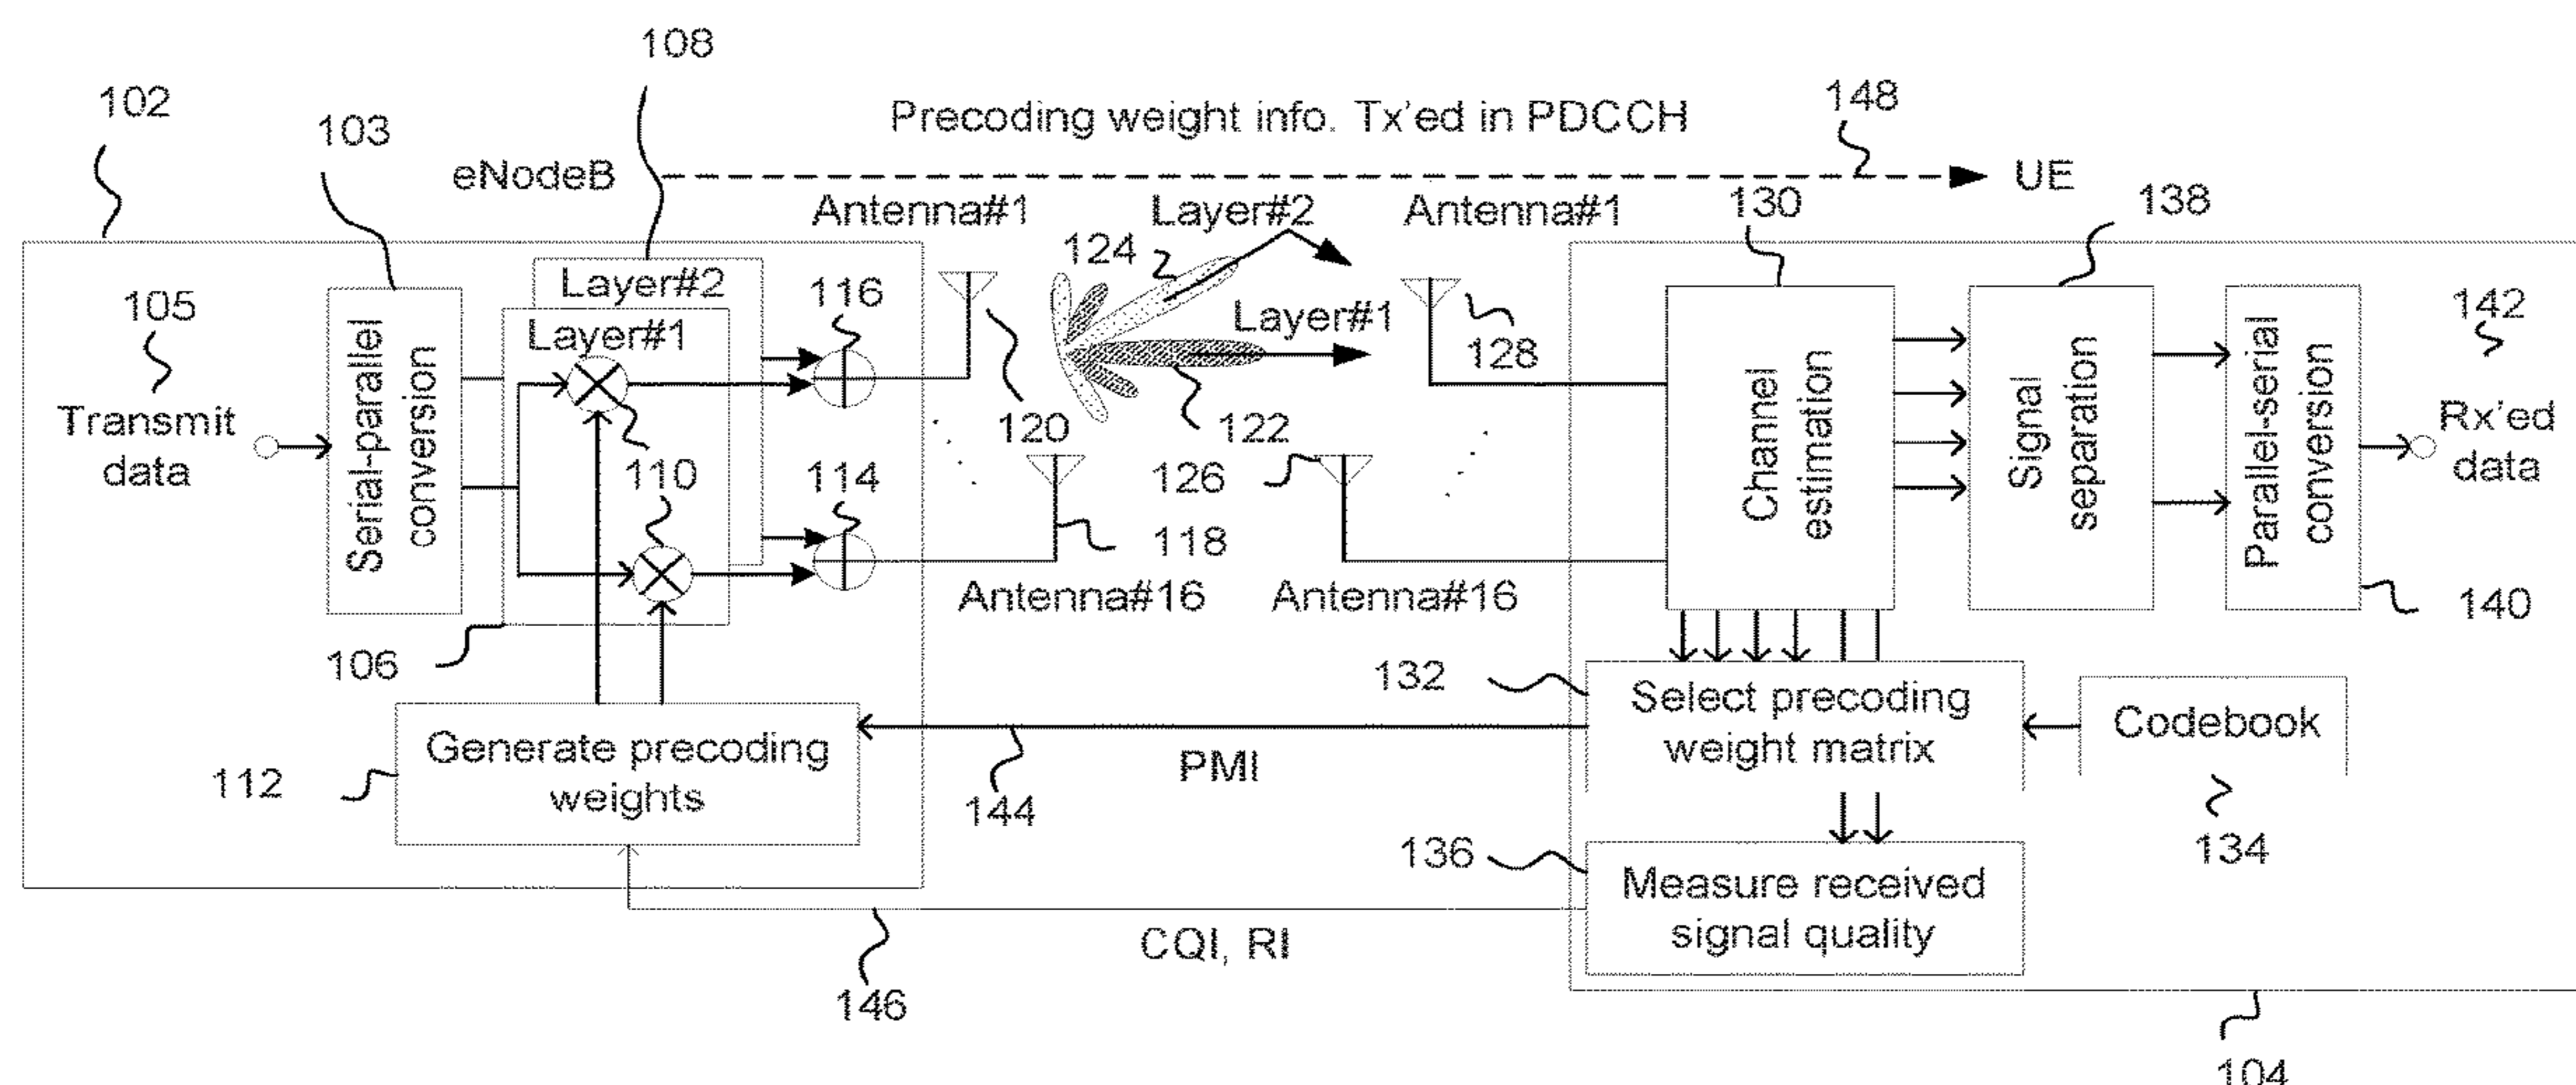 108
102
103
Precoding weight info. Tx'ed in PDCCH
148
eNodeB
UE
Antenna#1
Layer#2
Antenna#1
130
138
105
Layer#2
Layer#1
116
124
Layer#1
128
142
Transmit
data
Serial-parallel
conversion
110
114
120
122
126
118
Channel
estimation
Signal
separation
Parallel-serial
conversion
Rx'ed
data
Antenna#16
Antenna#16
140
106
132
Select precoding
weight matrix
Codebook
112
Generate precoding
weights
PMI
144
136
134
Measure received
signal quality
CQI, RI
146
104